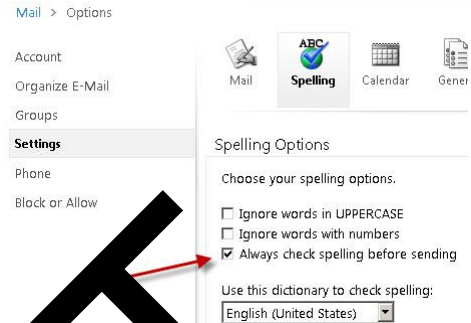 Mail > Options
Account
Organize E-Mail
Groups
Settings
Phone
Block or Allow
ABC
Mail
Spelling
Calendar
Spelling Options
Choose your spelling options.
Ignore words in UPPERCASE
Ignore words with numbers
Always check spelling before sending
Use this dictionary to check spelling:
English (United States)